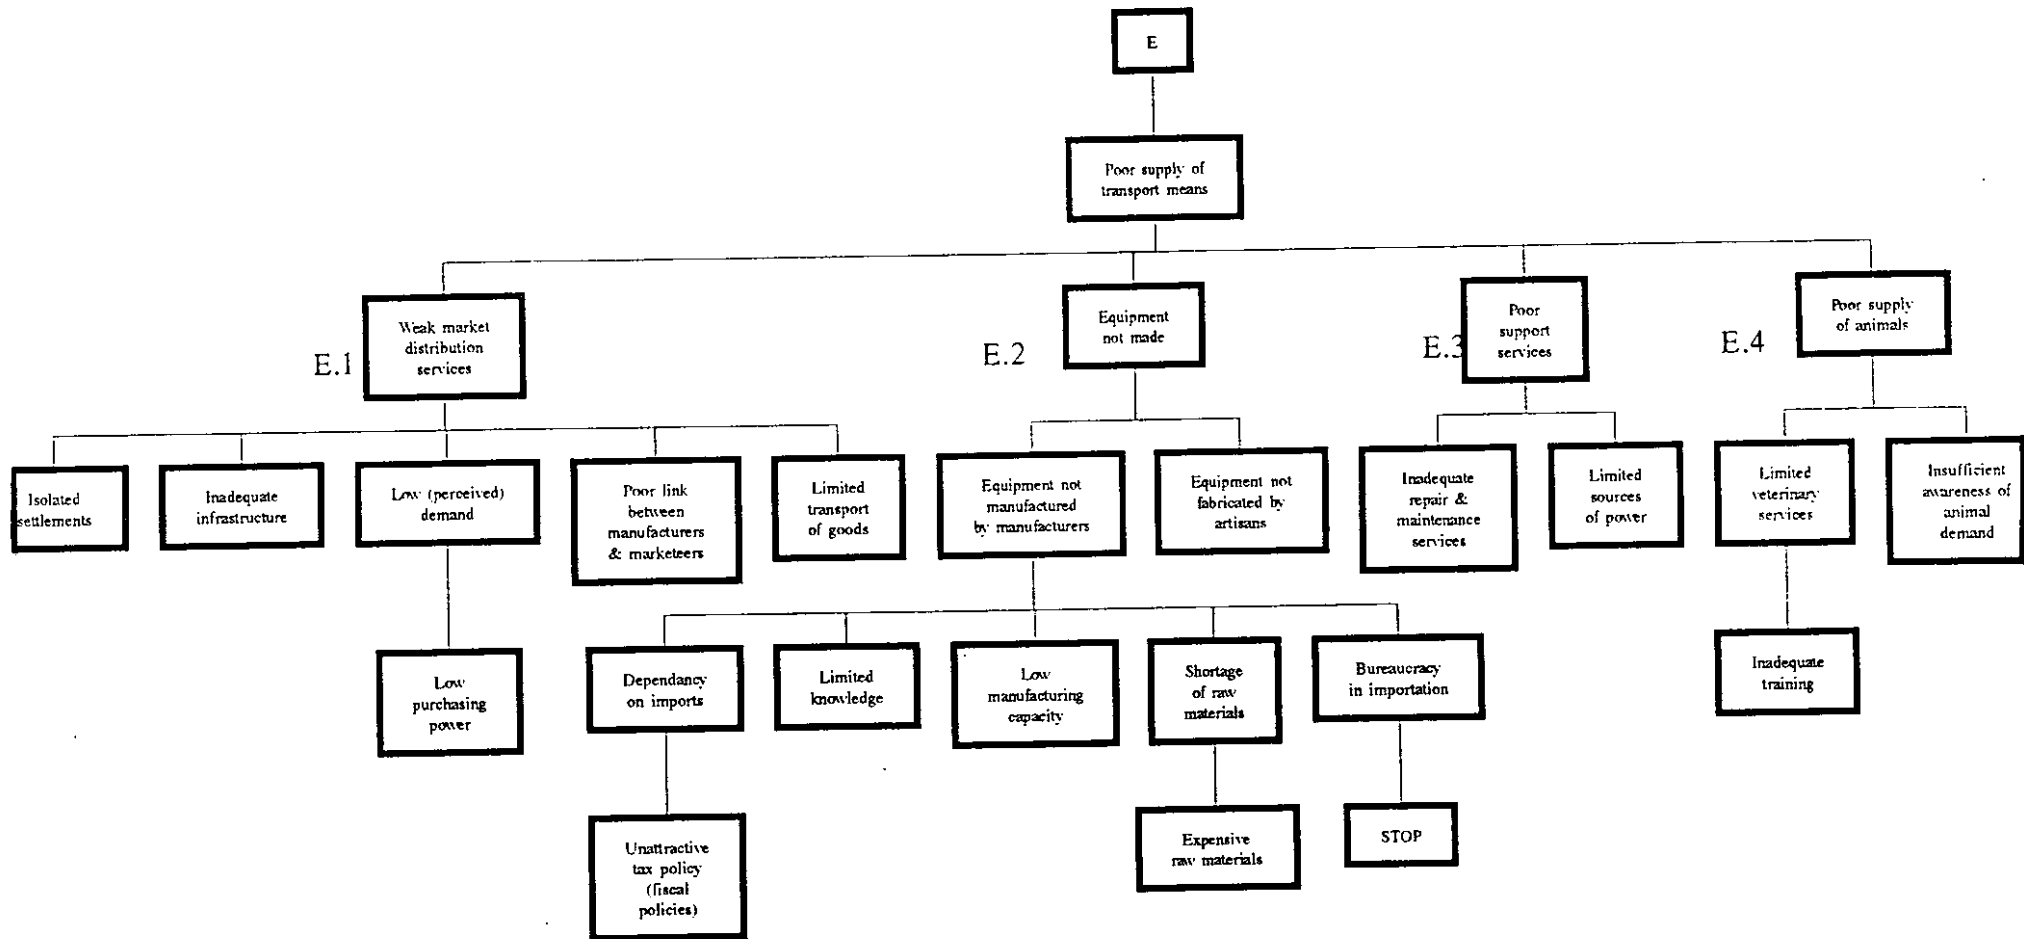 E
Poor supply of
transport means
E.1
Weak market
distribution
services
E.2
Equipment
not made
E.3
Poor
support
services
E.4
Poor supply
of animals
Isolated
settlements
Inadequate
infrastructure
Low (perceived)
demand
Poor link
between
manufacturers
& marketeers
Limited
transport
of goods
Equipment not
manufactured
by manufacturers
Equipment not
fabricated by
artisans
Inadequate
repair &
maintenance
services
Limited
sources
of power
Limited
veterinary
services
Insufficient
awareness of
animal
demand
Low
purchasing
power
Dependancy
on imports
Limited
knowledge
Low
manufacturing
capacity
Shortage
of raw
materials
Bureaucracy
in importation
Inadequate
training
Unattractive
tax policy
(fiscal
policies)
Expensive
raw materials
STOP